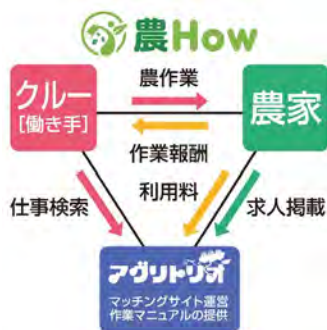 農How
クルー
[働き手]
農作業
農家
作業報酬
利用料
仕事検索
求人掲載
アグリトリオ
マッチングサイト運営
作業マニュアルの提供